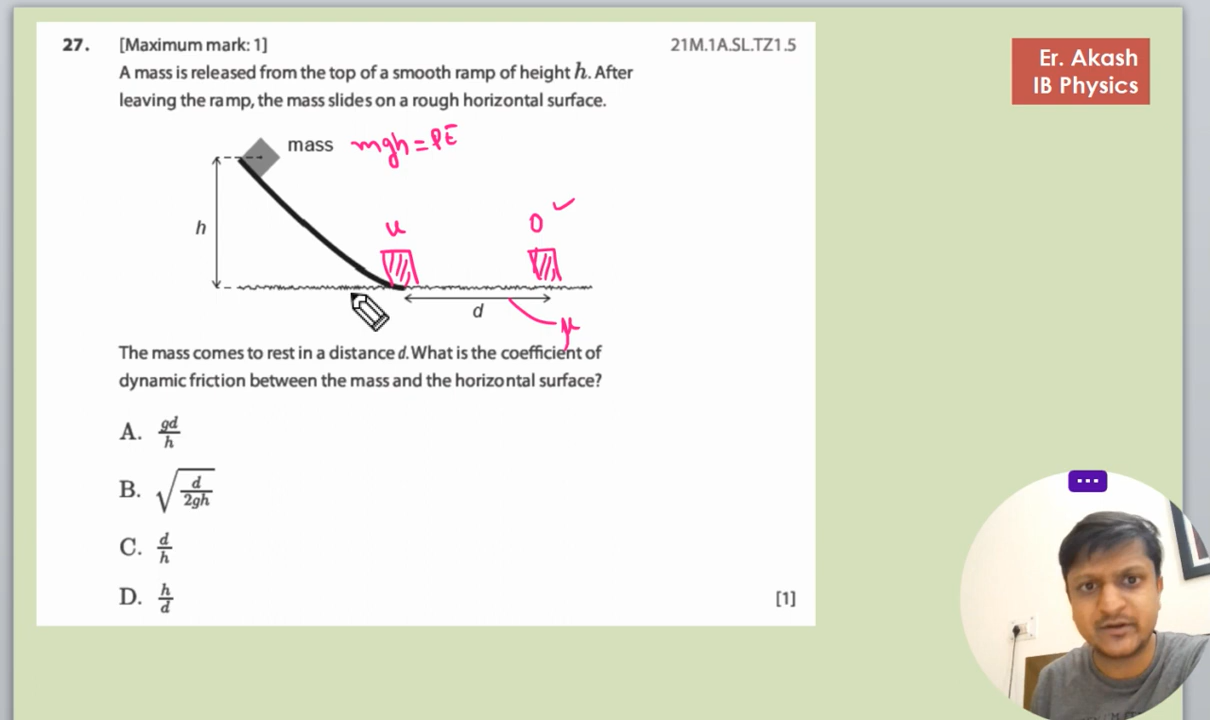 27. [Maximum mark: 1] 21M.1A.SL.TZ1.5
Er. Akash
IB Physics
A mass is released from the top of a smooth ramp of height h. After
leaving the ramp, the mass slides on a rough horizontal surface.
mass mgh = PE
h
u
0
d
μ
The mass comes to rest in a distance d. What is the coefficient of
dynamic friction between the mass and the horizontal surface?
A. gd/h
B. √(d/2gh)
C. d/h
D. h/d
[1]